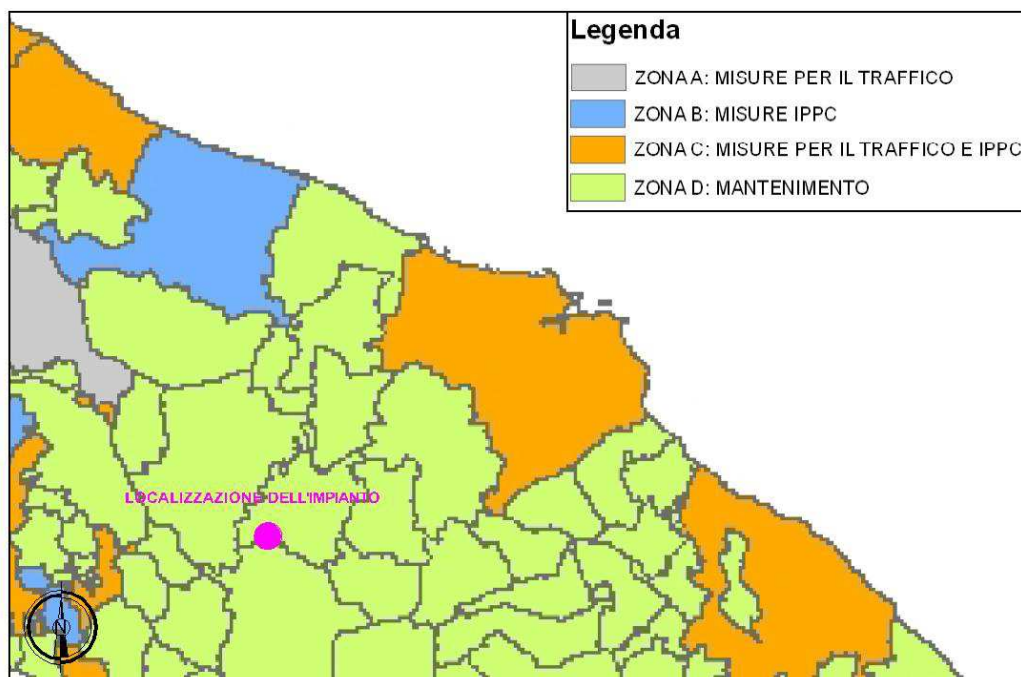 Legenda
ZONA A: MISURE PER IL TRAFFICO
ZONA B: MISURE IPPC
ZONA C: MISURE PER IL TRAFFICO E IPPC
ZONA D: MANTENIMENTO
LOCALIZZAZIONE DELL'IMPIANTO
N